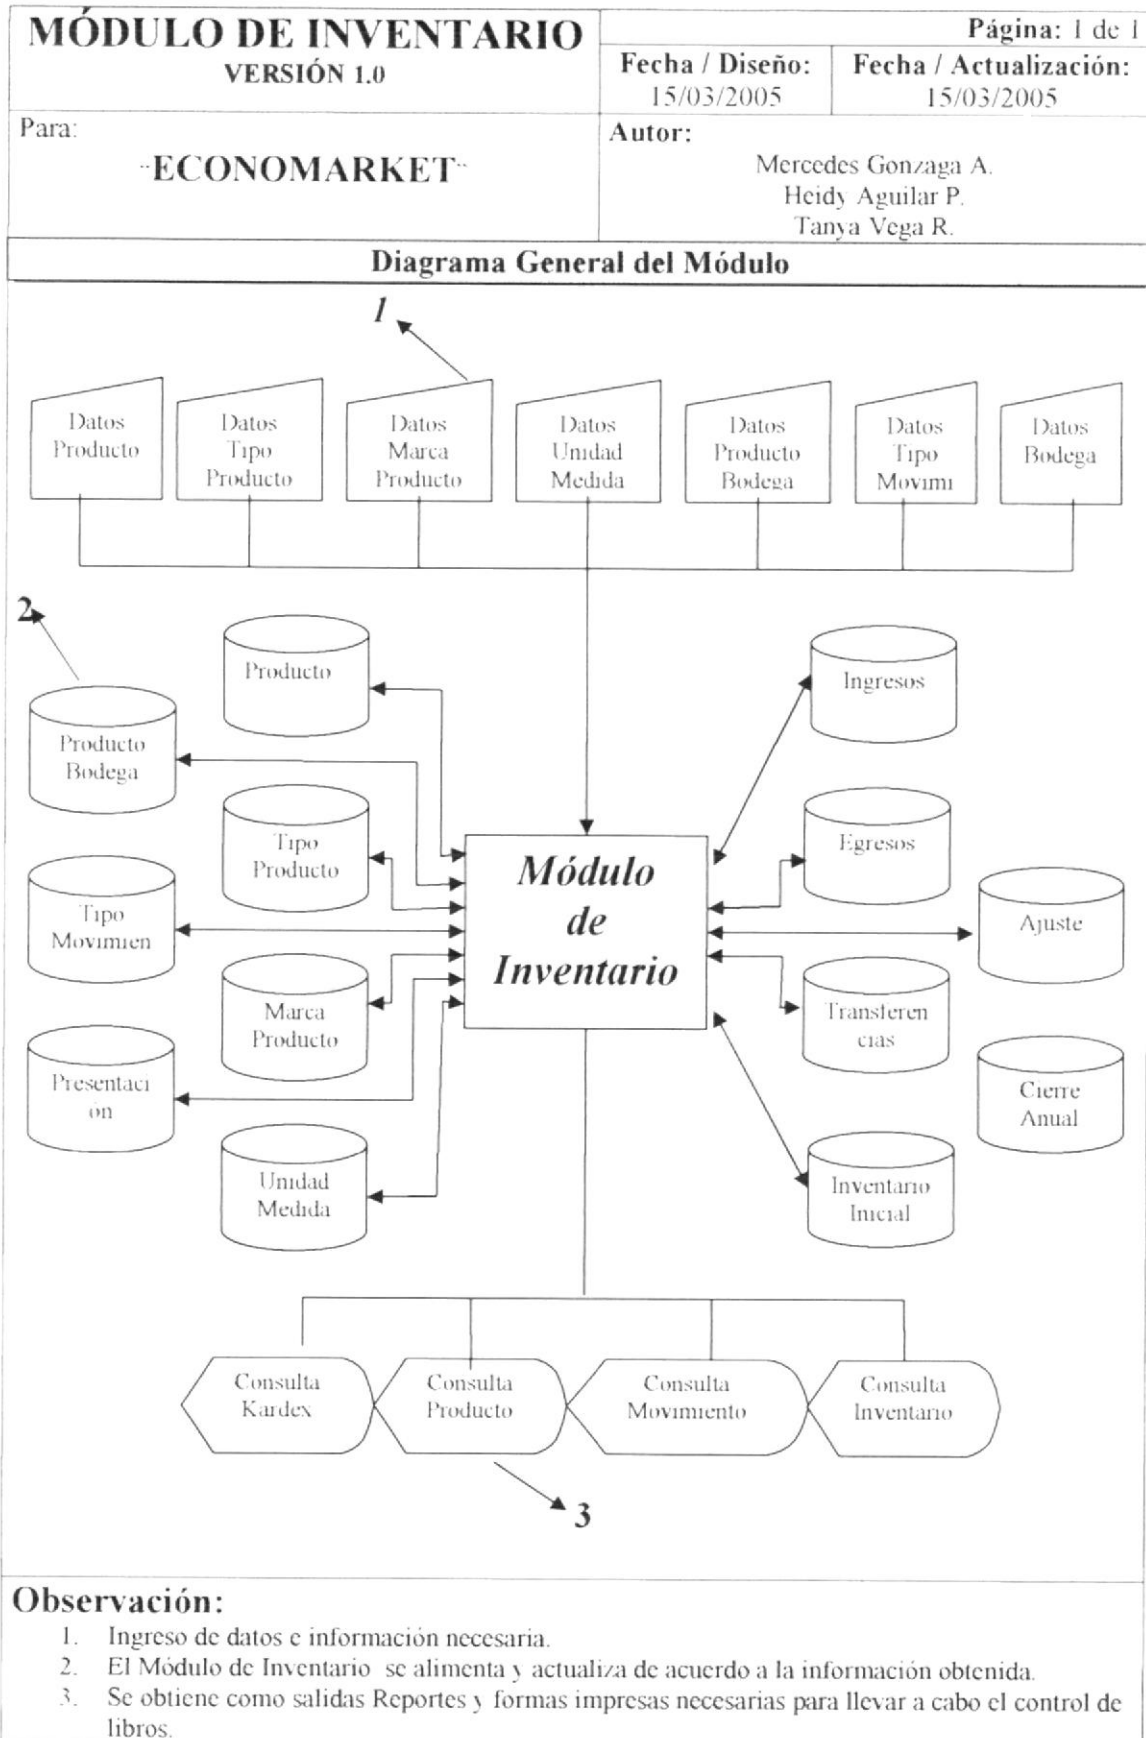 MÓDULO DE INVENTARIO
VERSIÓN 1.0
Página: 1 de 1
Fecha / Diseño:
15/03/2005
Fecha / Actualización:
15/03/2005
Para:
¨ECONOMARKET¨
Autor:
Mercedes Gonzaga A.
Heidy Aguilar P.
Tanya Vega R.
Diagrama General del Módulo
1
Datos
Producto
Datos
Tipo
Producto
Datos
Marca
Producto
Datos
Unidad
Medida
Datos
Producto
Bodega
Datos
Tipo
Movimi
Datos
Bodega
2
Producto
Ingresos
Producto
Bodega
Tipo
Producto
Egresos
Módulo
de
Inventario
Tipo
Movimien
Ajuste
Marca
Producto
Transferen
cias
Presentaci
ón
Cierre
Anual
Unidad
Medida
Inventario
Inicial
Consulta
Kardex
Consulta
Producto
Consulta
Movimiento
Consulta
Inventario
3
Observación:
1. Ingreso de datos e información necesaria.
2. El Módulo de Inventario se alimenta y actualiza de acuerdo a la información obtenida.
3. Se obtiene como salidas Reportes y formas impresas necesarias para llevar a cabo el control de
libros.